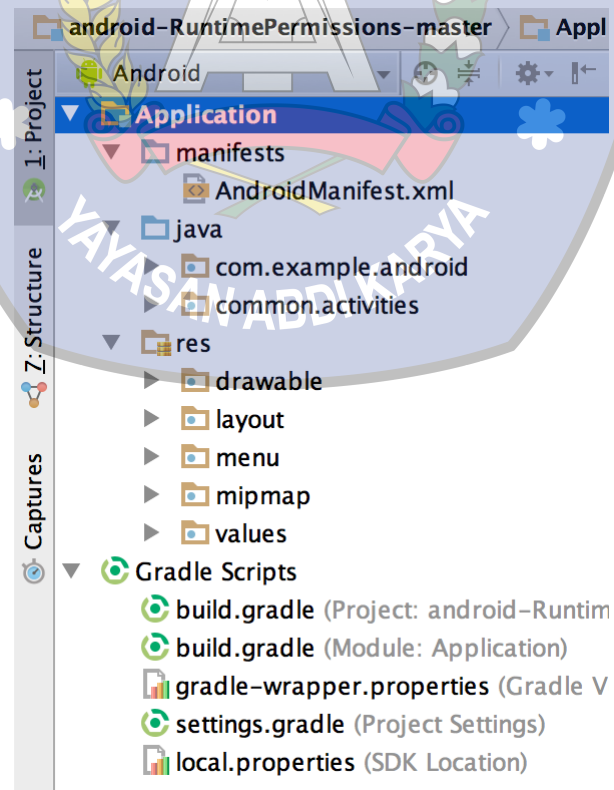 android-RuntimePermissions-master Appl
Android
1: Project
Z: Structure
Captures
Application
manifests
AndroidManifest.xml
java
com.example.android
common.activities
res
drawable
layout
menu
mipmap
values
Gradle Scripts
build.gradle (Project: android-Runtim
build.gradle (Module: Application)
gradle-wrapper.properties (Gradle V
settings.gradle (Project Settings)
local.properties (SDK Location)
YAYASAN ABDI KARYA